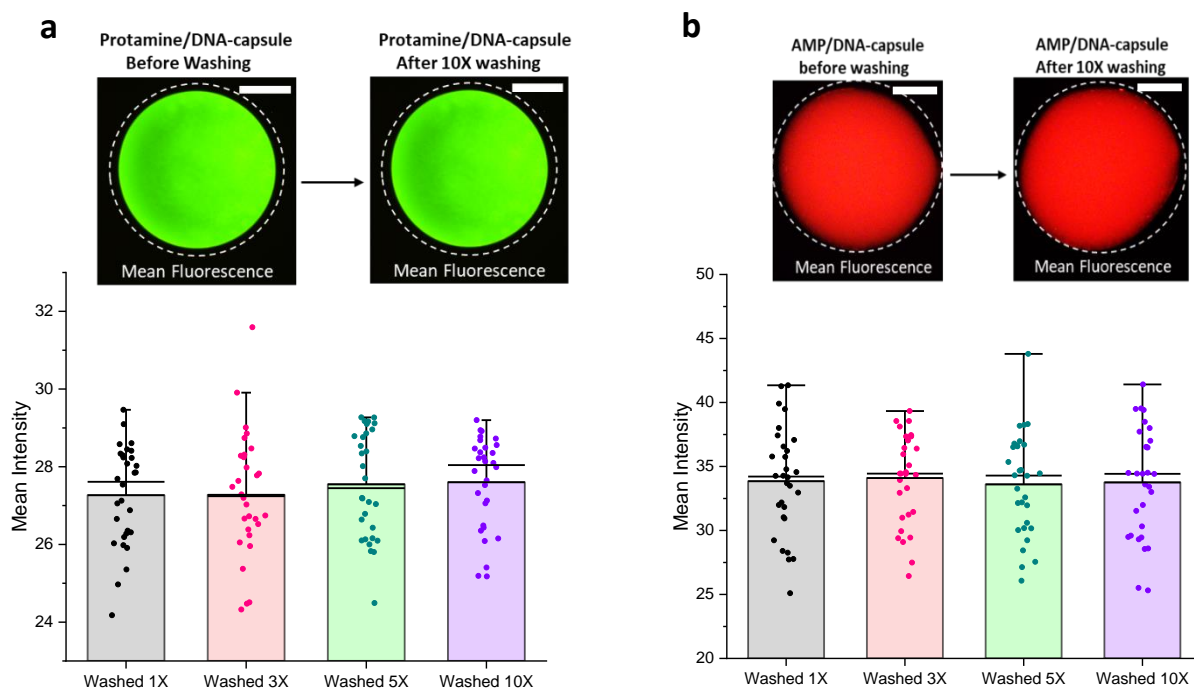 a
Protamine/DNA-capsule
Before Washing
Protamine/DNA-capsule
After 10X washing
Mean Fluorescence
Mean Fluorescence
Mean Intensity
32
30
28
26
24
Washed 1X
Washed 3X
Washed 5X
Washed 10X
b
AMP/DNA-capsule
before washing
AMP/DNA-capsule
After 10X washing
Mean Fluorescence
Mean Fluorescence
Mean Intensity
50
45
40
35
30
25
20
Washed 1X
Washed 3X
Washed 5X
Washed 10X